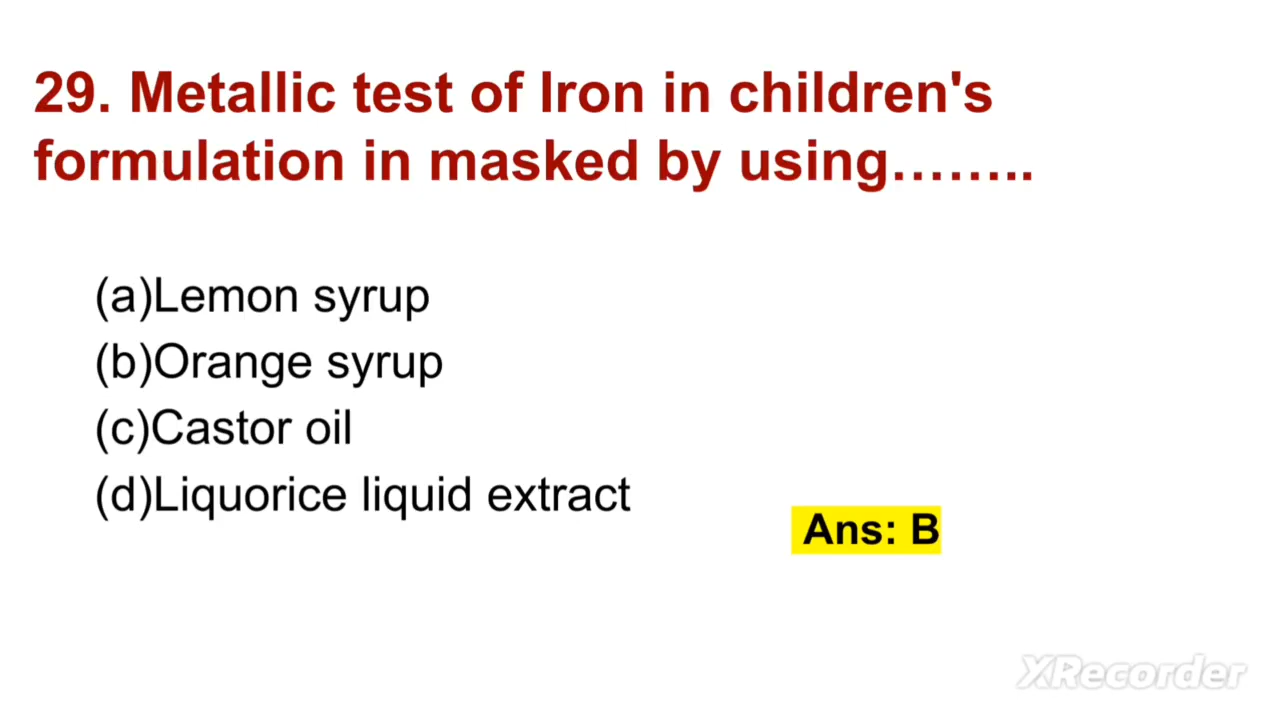 29. Metallic test of Iron in children's
formulation in masked by using........
(a)Lemon syrup
(b)Orange syrup
(c)Castor oil
(d)Liquorice liquid extract
Ans: B
XRecorder